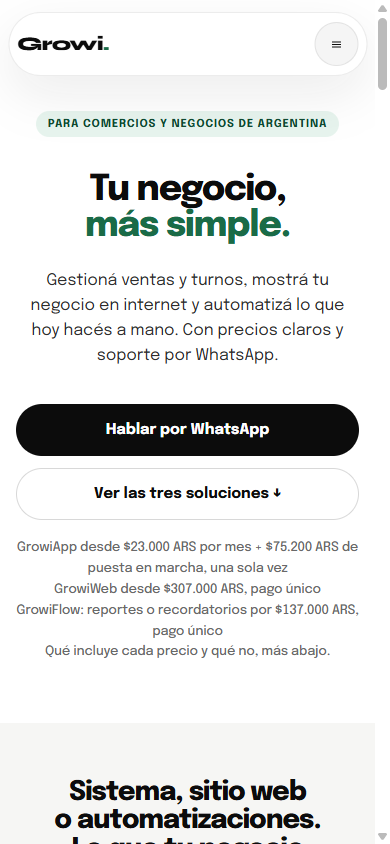 Growi.
PARA COMERCIOS Y NEGOCIOS DE ARGENTINA
Tu negocio,
más simple.
Gestioná ventas y turnos, mostrá tu
negocio en internet y automatizá lo que
hoy hacés a mano. Con precios claros y
soporte por WhatsApp.
Hablar por WhatsApp
Ver las tres soluciones ↓
GrowiApp desde $23.000 ARS por mes + $75.200 ARS de
puesta en marcha, una sola vez
GrowiWeb desde $307.000 ARS, pago único
GrowiFlow: reportes o recordatorios por $137.000 ARS,
pago único
Qué incluye cada precio y qué no, más abajo.
Sistema, sitio web
o automatizaciones.
Lo que tu negocio